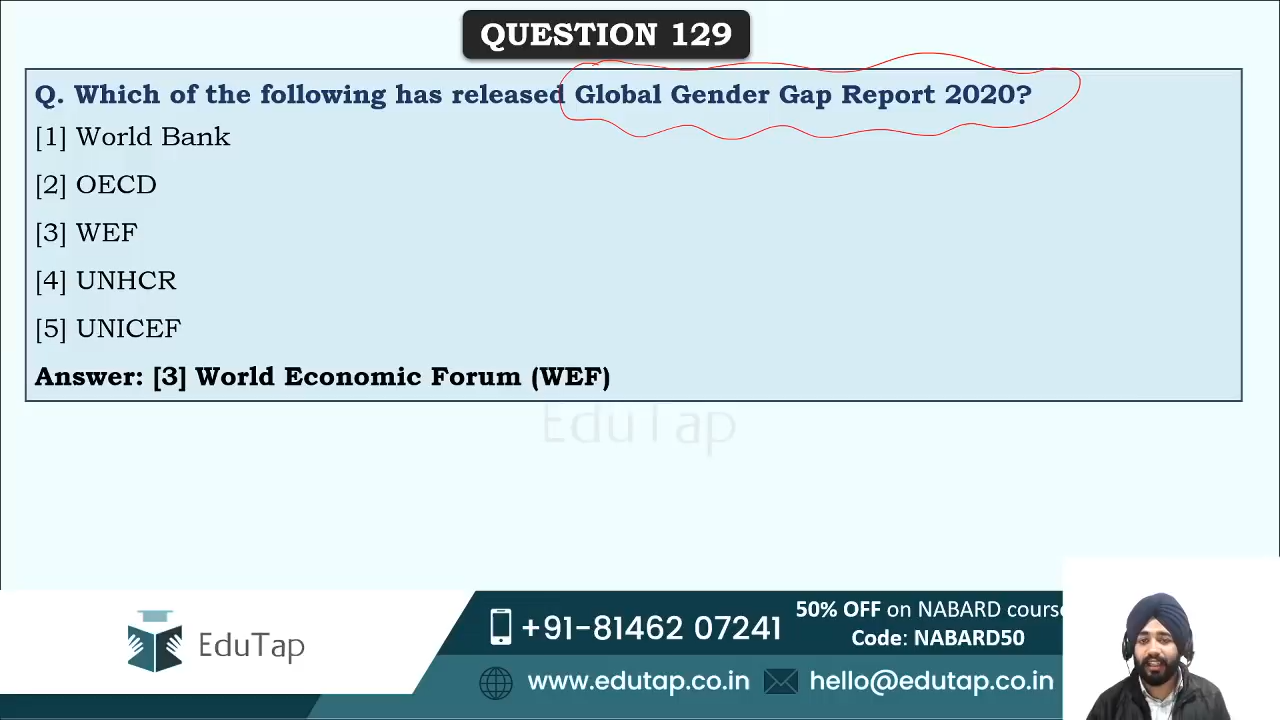 QUESTION 129
Q. Which of the following has released Global Gender Gap Report 2020?
[1] World Bank
[2] OECD
[3] WEF
[4] UNHCR
[5] UNICEF
Answer: [3] World Economic Forum (WEF)
EduTap
EduTap
+91-81462 07241
50% OFF on NABARD course
Code: NABARD50
www.edutap.co.in
hello@edutap.co.in